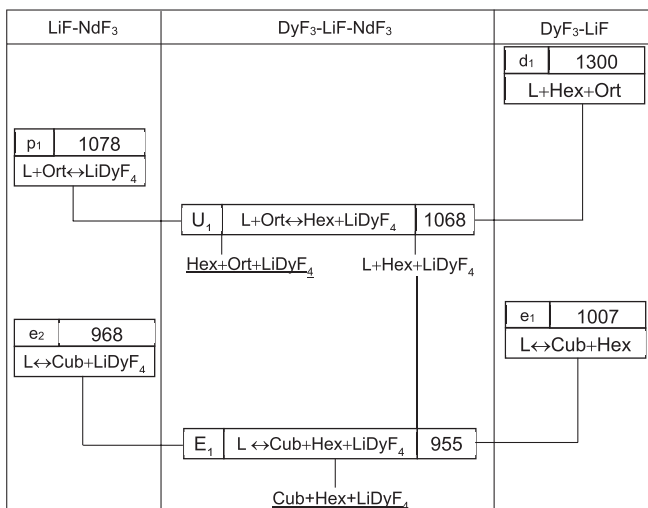 LiF-NdF₃ DyF₃-LiF-NdF₃ DyF₃-LiF
d₁ 1300
L+Hex+Ort
p₁ 1078
L+Ort↔LiDyF₄
U₁ L+Ort↔Hex+LiDyF₄ 1068
Hex+Ort+LiDyF₄ L+Hex+LiDyF₄
e₁ 1007
L↔Cub+Hex
e₂ 968
L↔Cub+LiDyF₄
E₁ L ↔Cub+Hex+LiDyF₄ 955
Cub+Hex+LiDyF₄